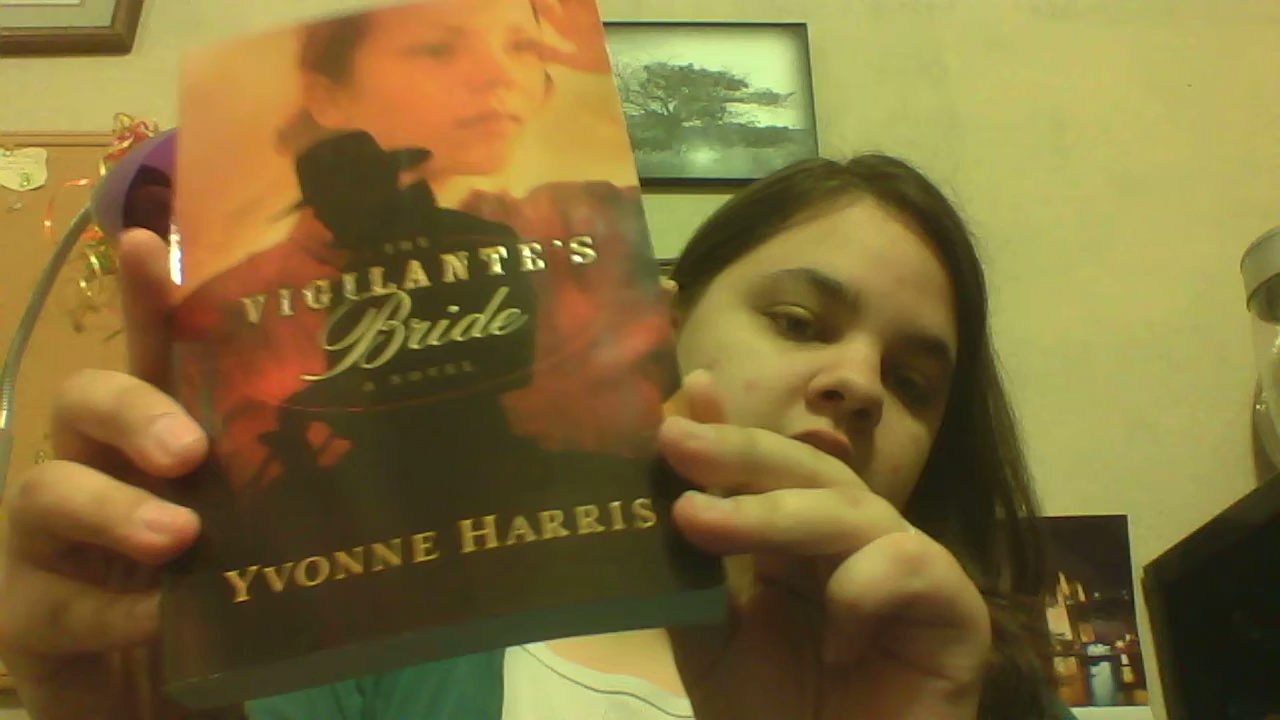 THE
VIGILANTE'S
Bride
A NOVEL
YVONNE HARRIS